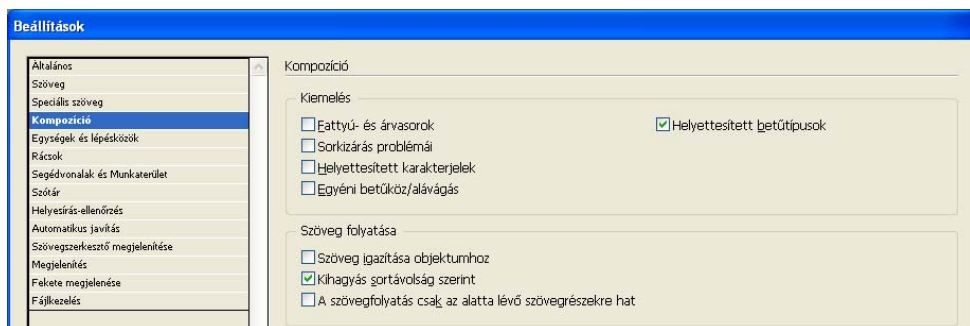 Beállítások
Általános
Szöveg
Speciális szöveg
Kompozíció
Egységek és lépésközök
Rácsok
Segédvonalak és Munkaterület
Szótár
Helyesírás-ellenőrzés
Automatikus javítás
Szövegszerkesztő megjelenítése
Megjelenítés
Fekete megjelenése
Fájlkezelés
Kompozíció
Kiemelés
Fattyú- és árvasorok
Helyettesített betűtípusok
Sorkizárás problémái
Helyettesített karakterjelek
Egyéni betűköz/alávágás
Szöveg folyatása
Szöveg igazítása objektumhoz
Kihagyás sortávolság szerint
A szövegfolyatás csak az alatta lévő szövegrészekre hat